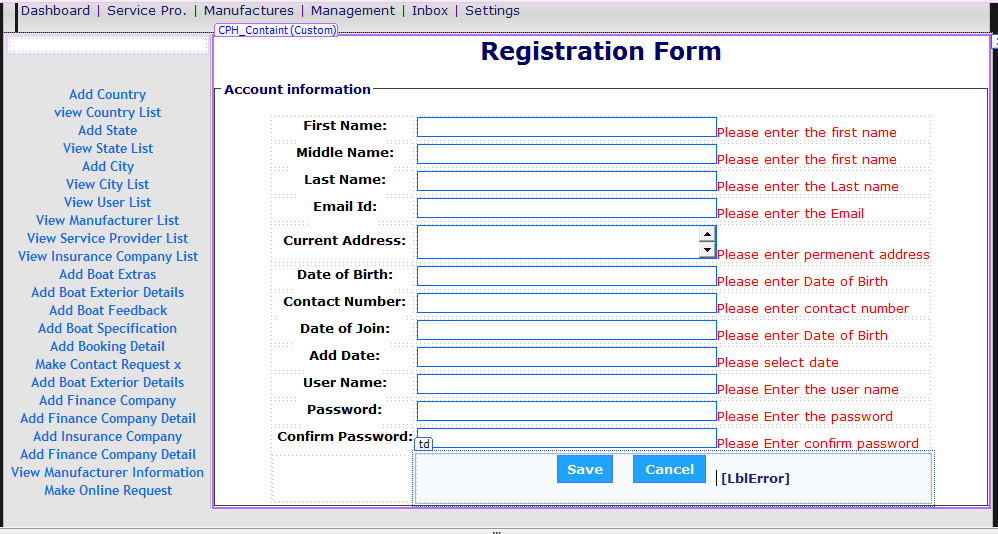 Dashboard | Service Pro. | Manufactures | Management | Inbox | Settings
CPH_Containt (Custom)
Registration Form
Add Country
view Country List
Add State
View State List
Add City
View City List
View User List
View Manufacturer List
View Service Provider List
View Insurance Company List
Add Boat Extras
Add Boat Exterior Details
Add Boat Feedback
Add Boat Specification
Add Booking Detail
Make Contact Request x
Add Boat Exterior Details
Add Finance Company
Add Finance Company Detail
Add Insurance Company
Add Finance Company Detail
View Manufacturer Information
Make Online Request
Account information
First Name: Please enter the first name
Middle Name: Please enter the first name
Last Name: Please enter the Last name
Email Id: Please enter the Email
Current Address: Please enter permenent address
Date of Birth: Please enter Date of Birth
Contact Number: Please enter contact number
Date of Join: Please enter Date of Birth
Add Date: Please select date
User Name: Please Enter the user name
Password: Please Enter the password
Confirm Password: Please Enter confirm password
td
Save Cancel [LblError]